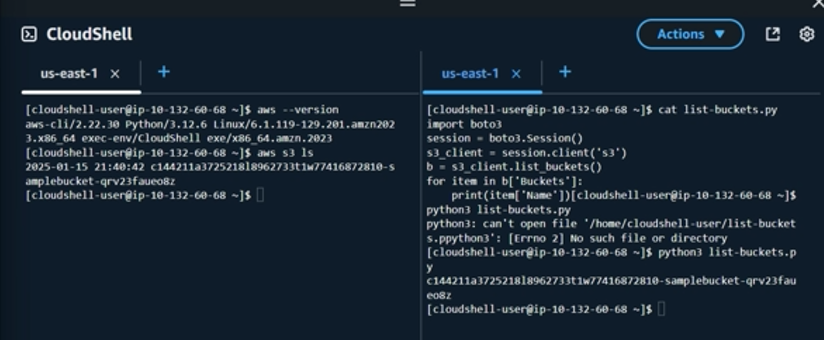 CloudShell
Actions
us-east-1
[cloudshell-user@ip-10-132-60-68 ~]$ aws --version
aws-cli/2.22.30 Python/3.12.6 Linux/6.1.119-129.201.amzn202
3.x86_64 exec-env/CloudShell exe/x86_64.amzn.2023
[cloudshell-user@ip-10-132-60-68 ~]$ aws s3 ls
2025-01-15 21:40:42 c144211a3725218l8962733t1w77416872810-s
amplebucket-qrv23faueo8z
[cloudshell-user@ip-10-132-60-68 ~]$
us-east-1
[cloudshell-user@ip-10-132-60-68 ~]$ cat list-buckets.py
import boto3
session = boto3.Session()
s3_client = session.client('s3')
b = s3_client.list_buckets()
for item in b['Buckets']:
    print(item['Name'])[cloudshell-user@ip-10-132-60-68 ~]$
python3 list-buckets.py
python3: can't open file '/home/cloudshell-user/list-bucket
s.ppython3': [Errno 2] No such file or directory
[cloudshell-user@ip-10-132-60-68 ~]$ python3 list-buckets.p
y
c144211a3725218l8962733t1w77416872810-samplebucket-qrv23fau
eo8z
[cloudshell-user@ip-10-132-60-68 ~]$